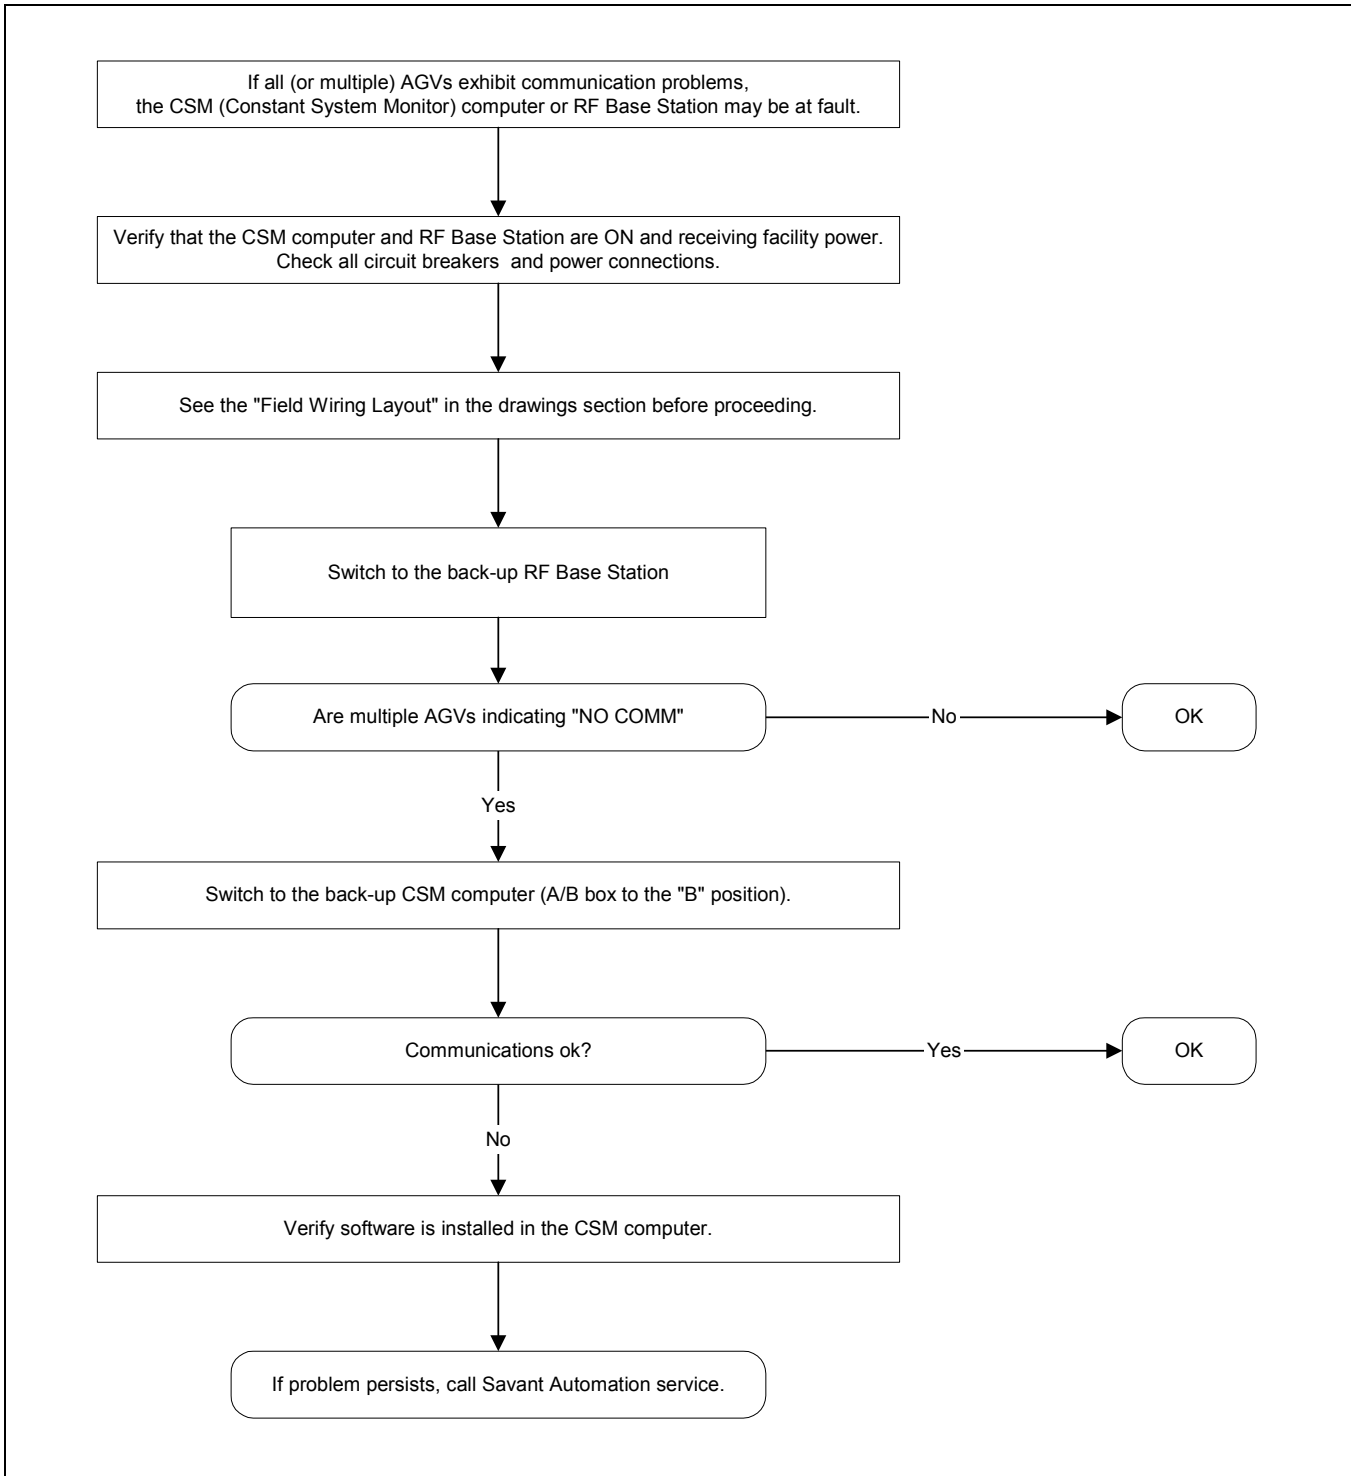 If all (or multiple) AGVs exhibit communication problems,
the CSM (Constant System Monitor) computer or RF Base Station may be at fault.
Verify that the CSM computer and RF Base Station are ON and receiving facility power.
Check all circuit breakers  and power connections.
See the "Field Wiring Layout" in the drawings section before proceeding.
Switch to the back-up RF Base Station
Are multiple AGVs indicating "NO COMM"
No
OK
Yes
Switch to the back-up CSM computer (A/B box to the "B" position).
Communications ok?
Yes
OK
No
Verify software is installed in the CSM computer.
If problem persists, call Savant Automation service.